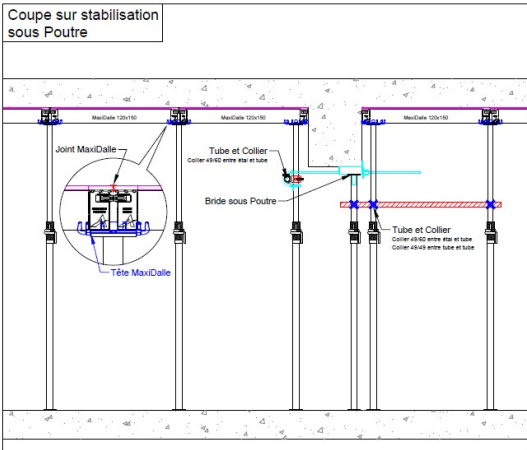 Coupe sur stabilisation
sous Poutre
MaxiDalle 120x150
MaxiDalle 120x150
MaxiDalle 120x150
Joint MaxiDalle
Tube et Collier
Collier 49/60 entre étai et tube
Bride sous Poutre
Tube et Collier
Collier 49/60 entre étai et tube
Collier 49/49 entre tube et tube
Tête MaxiDalle